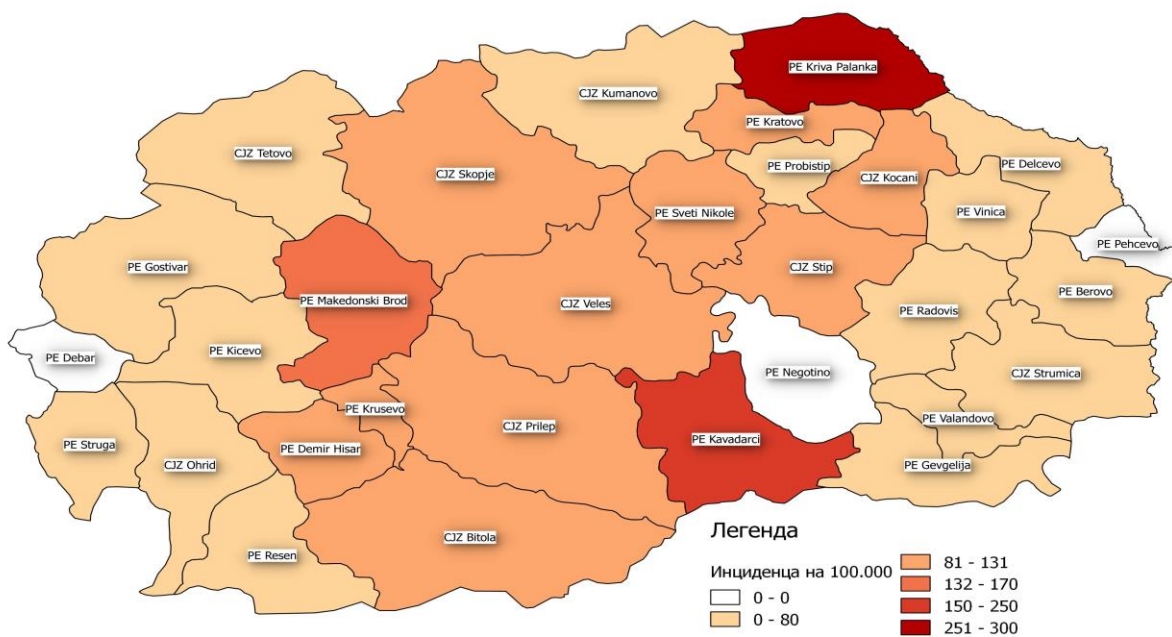 PE Kriva Palanka
CJZ Kumanovo
PE Kratovo
CJZ Tetovo
PE Probistip
PE Delcevo
CJZ Skopje
CJZ Kocani
PE Sveti Nikole
PE Vinica
PE Pehcevo
PE Gostivar
CJZ Stip
PE Berovo
PE Makedonski Brod
CJZ Veles
PE Radovis
PE Debar
PE Kicevo
PE Negotino
CJZ Strumica
PE Krusevo
PE Valandovo
CJZ Prilep
PE Struga
PE Demir Hisar
PE Kavadarci
CJZ Ohrid
PE Gevgelija
CJZ Bitola
PE Resen
Легенда
Инциденца на 100.000
0 - 0
0 - 80
81 - 131
132 - 170
150 - 250
251 - 300